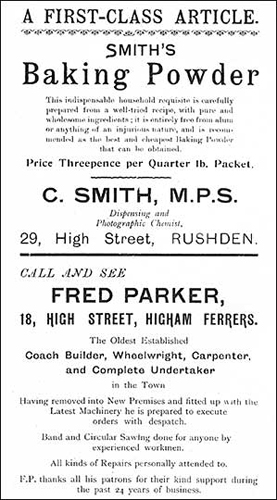 A FIRST-CLASS ARTICLE.
SMITH'S
Baking Powder
This indispensable household requisite is carefully
prepared from a well-tried recipe, with pure and
wholesome ingredients; it is entirely free from alum
or anything of an injurious nature, and is recom-
mended as the best and cheapest Baking Powder
that can be obtained.
Price Threepence per Quarter lb. Packet.
C. SMITH, M.P.S.
Dispensing and
Photographic Chemist,
29, High Street, RUSHDEN.
CALL AND SEE
FRED PARKER,
18, HIGH STREET, HIGHAM FERRERS.
The Oldest Established
Coach Builder, Wheelwright, Carpenter,
and Complete Undertaker
in the Town
Having removed into New Premises and fitted up with the
Latest Machinery he is prepared to execute
orders with despatch.
Band and Circular Sawing done for anyone by
experienced workmen.
All kinds of Repairs personally attended to.
F.P. thanks all his patrons for their kind support during
the past 24 years of business.